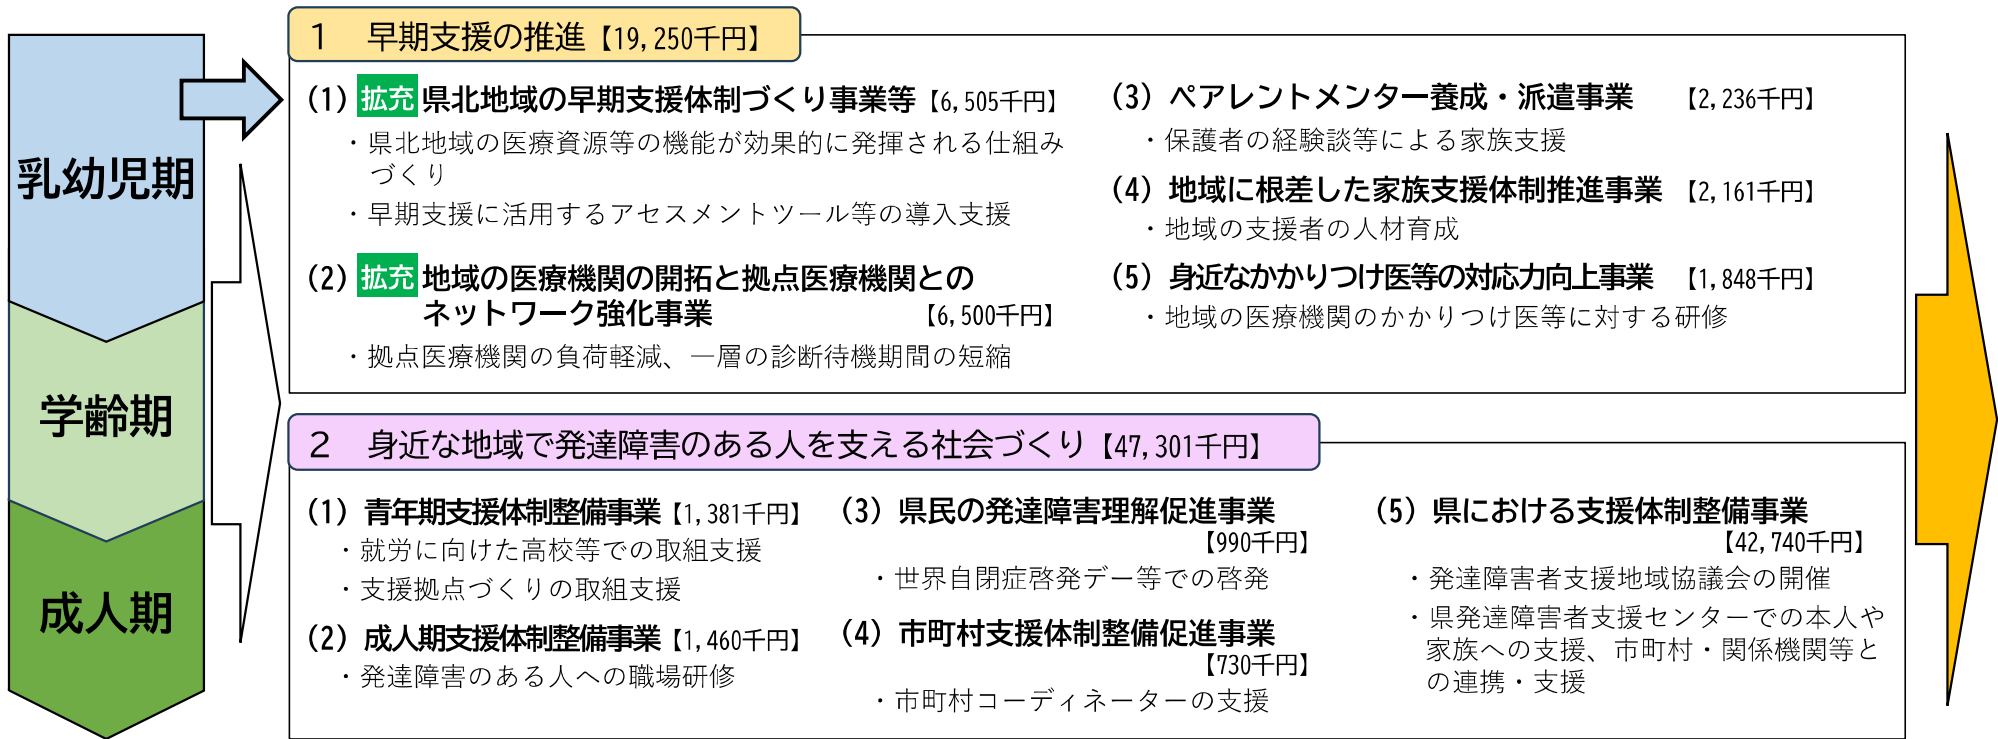 乳幼児期
学齢期
成人期
1 早期支援の推進【19,250千円】
(1) 拡充 県北地域の早期支援体制づくり事業等【6,505千円】
・県北地域の医療資源等の機能が効果的に発揮される仕組み
づくり
・早期支援に活用するアセスメントツール等の導入支援
(2) 拡充 地域の医療機関の開拓と拠点医療機関との
ネットワーク強化事業 【6,500千円】
・拠点医療機関の負荷軽減、一層の診断待機期間の短縮
(3) ペアレントメンター養成・派遣事業 【2,236千円】
・保護者の経験談等による家族支援
(4) 地域に根差した家族支援体制推進事業 【2,161千円】
・地域の支援者の人材育成
(5) 身近なかかりつけ医等の対応力向上事業 【1,848千円】
・地域の医療機関のかかりつけ医等に対する研修
2 身近な地域で発達障害のある人を支える社会づくり【47,301千円】
(1) 青年期支援体制整備事業【1,381千円】
・就労に向けた高校等での取組支援
・支援拠点づくりの取組支援
(2) 成人期支援体制整備事業【1,460千円】
・発達障害のある人への職場研修
(3) 県民の発達障害理解促進事業
【990千円】
・世界自閉症啓発デー等での啓発
(4) 市町村支援体制整備促進事業
【730千円】
・市町村コーディネーターの支援
(5) 県における支援体制整備事業
【42,740千円】
・発達障害者支援地域協議会の開催
・県発達障害者支援センターでの本人や
家族への支援、市町村・関係機関等と
の連携・支援